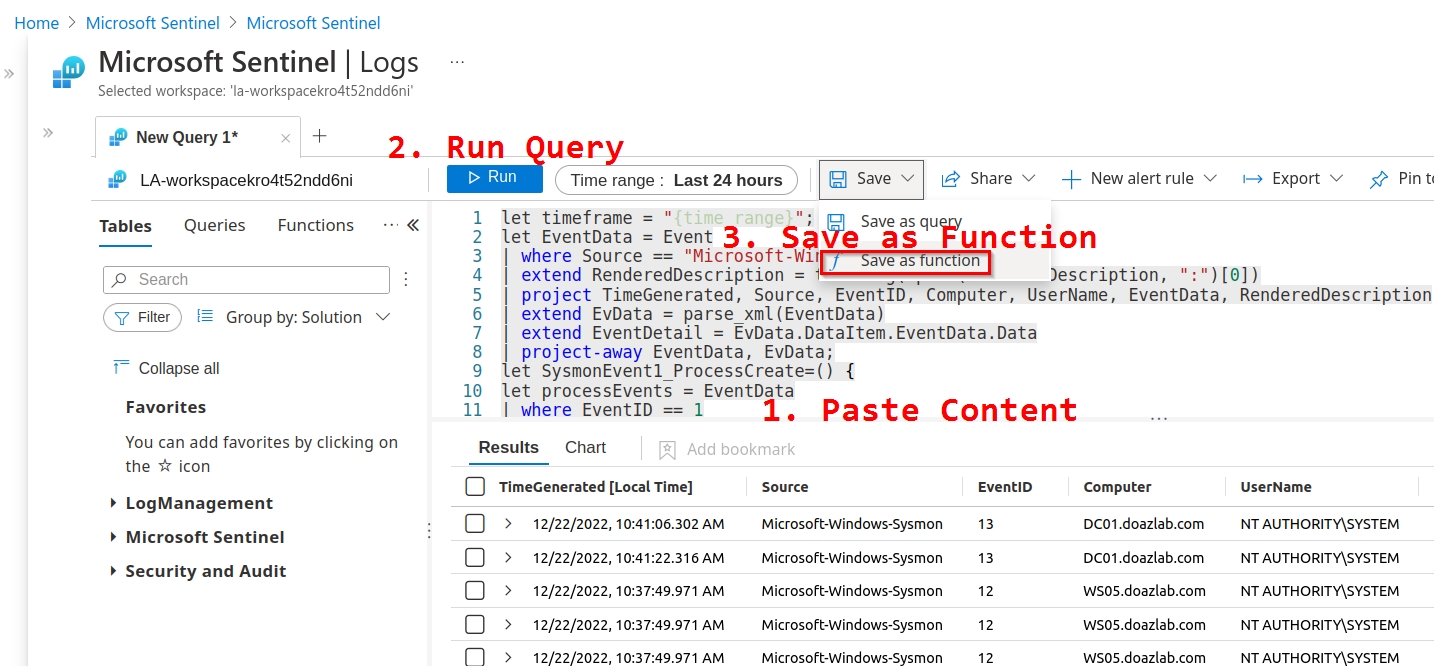 Home > Microsoft Sentinel > Microsoft Sentinel
Microsoft Sentinel | Logs ...
Selected workspace: 'la-workspacekro4t52ndd6ni'
New Query 1*
2. Run Query
LA-workspacekro4t52ndd6ni
Run
Time range : Last 24 hours
Save
Share
New alert rule
Export
Pin to
Tables
Queries
Functions
Search
Filter
Group by: Solution
Collapse all
Favorites
You can add favorites by clicking on
the ☆ icon
LogManagement
Microsoft Sentinel
Security and Audit
Save as query
3. Save as Function
Save as function
1 let timeframe = "{time_range}";
2 let EventData = Event
3 | where Source == "Microsoft-Win
4 | extend RenderedDescription = Description, ":")[0])
5 | project TimeGenerated, Source, EventID, Computer, UserName, EventData, RenderedDescription
6 | extend EvData = parse_xml(EventData)
7 | extend EventDetail = EvData.DataItem.EventData.Data
8 | project-away EventData, EvData;
9 let SysmonEvent1_ProcessCreate=() {
10 let processEvents = EventData
11 | where EventID == 1
1. Paste Content
Results Chart Add bookmark
TimeGenerated [Local Time] Source EventID Computer UserName
12/22/2022, 10:41:06.302 AM Microsoft-Windows-Sysmon 13 DC01.doazlab.com NT AUTHORITY\SYSTEM
12/22/2022, 10:41:22.316 AM Microsoft-Windows-Sysmon 13 DC01.doazlab.com NT AUTHORITY\SYSTEM
12/22/2022, 10:37:49.971 AM Microsoft-Windows-Sysmon 12 WS05.doazlab.com NT AUTHORITY\SYSTEM
12/22/2022, 10:37:49.971 AM Microsoft-Windows-Sysmon 12 WS05.doazlab.com NT AUTHORITY\SYSTEM
12/22/2022, 10:37:49.971 AM Microsoft-Windows-Sysmon 12 WS05.doazlab.com NT AUTHORITY\SYSTEM